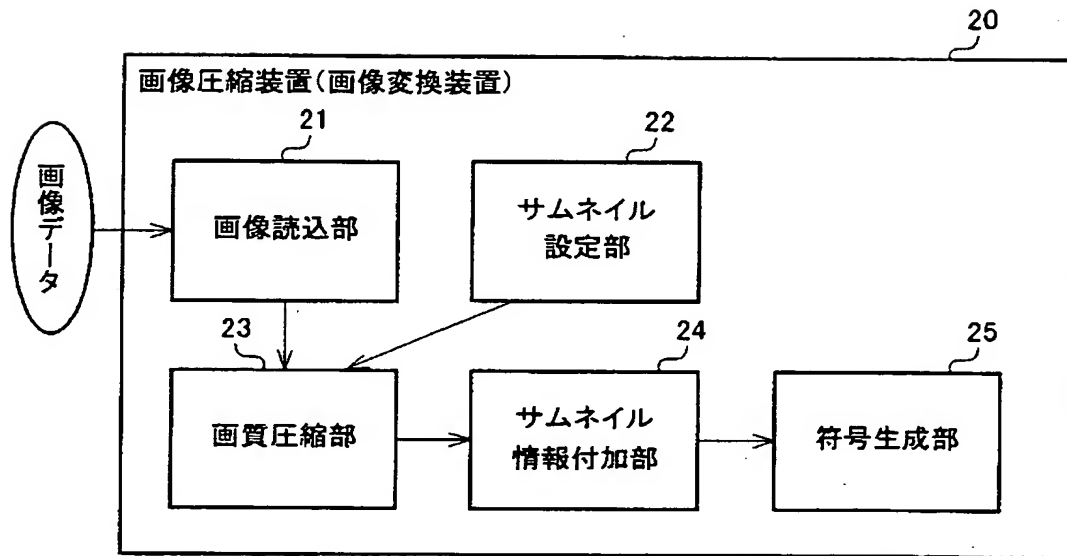 20
画像圧縮装置(画像変換装置)
21
22
画像データ
画像読込部
サムネイル
設定部
23
24
25
画質圧縮部
サムネイル
情報付加部
符号生成部